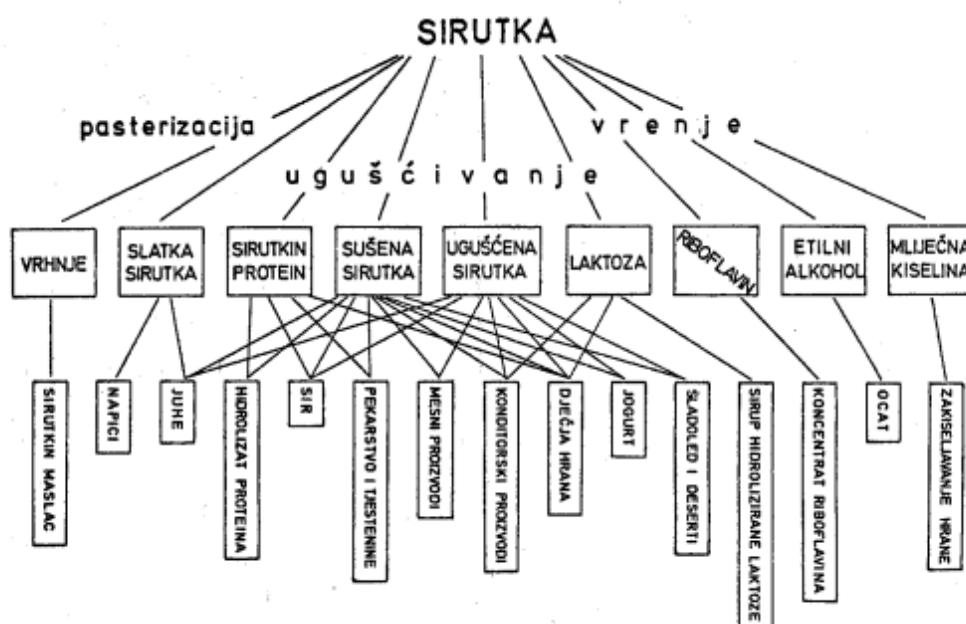 SIRUTKA
pasterizacija
vrenje
ugušćivanje
VRHNJE
SLATKA
SIRUTKA
SIRUTKIN
PROTEIN
SUŠENA
SIRUTKA
UGUŠĆENA
SIRUTKA
LAKTOZA
RIBOFLAVIN
ETILNI
ALKOHOL
MLIJEČNA
KISELINA
SIRUTKIN MASLAC
NAPICI
JUHE
HIDROLIZAT PROTEINA
SIR
PEKARSTVO I TJESTENINE
MESNI PROIZVODI
KONDITORSKI PROIZVODI
DJEČJA HRANA
JOGURT
SLADOLED I DESERTI
SIRUP HIDROLIZIRANE LAKTOZE
KONCENTRAT RIBOFLAVINA
OCAT
ZAKISELJAVANJE HRANE